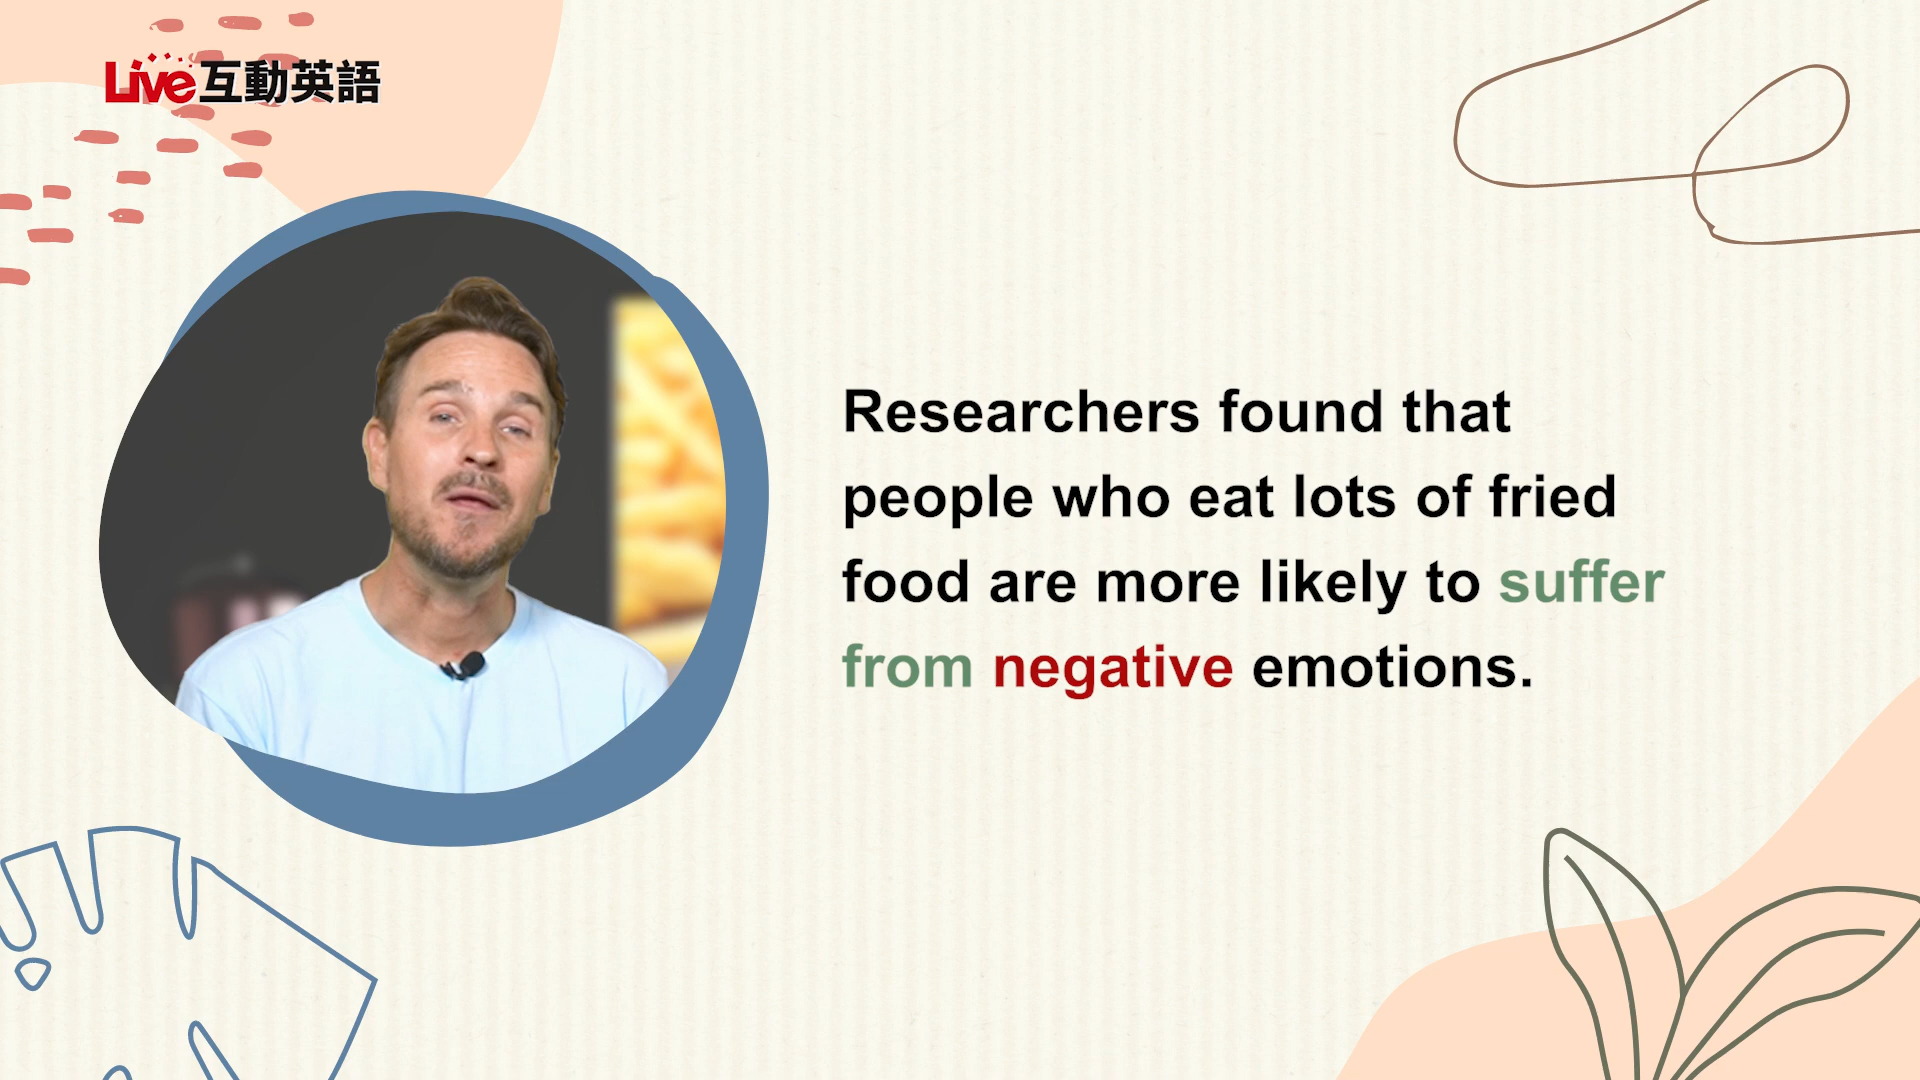 Live互動英語
Researchers found that
people who eat lots of fried
food are more likely to suffer
from negative emotions.